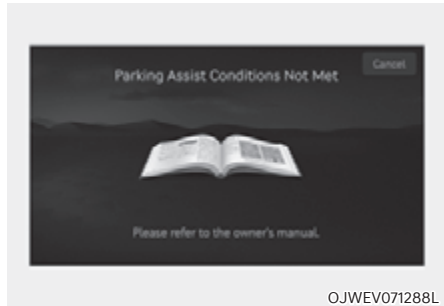 Cancel
Parking Assist Conditions Not Met
Please refer to the owner's manual.
OJWEV071288L